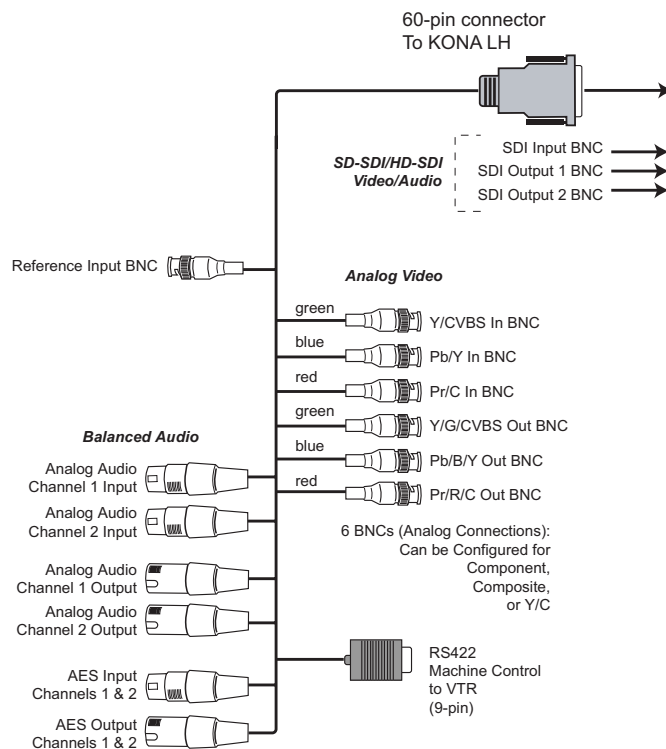 60-pin connector
To KONA LH
SD-SDI/HD-SDI
Video/Audio
SDI Input BNC
SDI Output 1 BNC
SDI Output 2 BNC
Reference Input BNC
Analog Video
green
Y/CVBS In BNC
blue
Pb/Y In BNC
red
Pr/C In BNC
green
Y/G/CVBS Out BNC
blue
Pb/B/Y Out BNC
red
Pr/R/C Out BNC
6 BNCs (Analog Connections):
Can be Configured for
Component,
Composite,
or Y/C
Balanced Audio
Analog Audio
Channel 1 Input
Analog Audio
Channel 2 Input
Analog Audio
Channel 1 Output
Analog Audio
Channel 2 Output
AES Input
Channels 1 & 2
AES Output
Channels 1 & 2
RS422
Machine Control
to VTR
(9-pin)